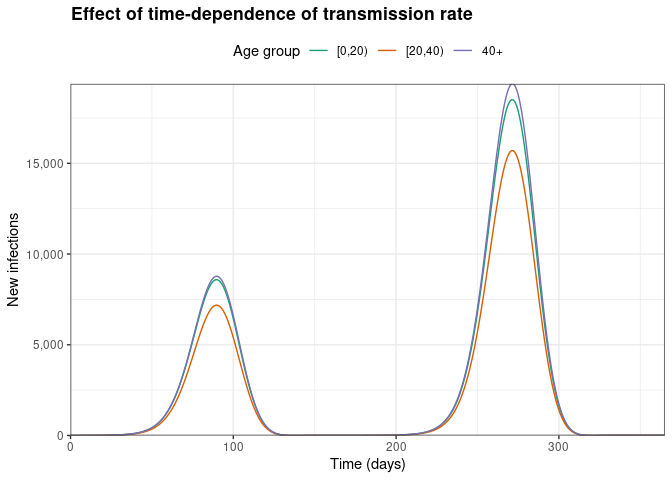 Effect of time-dependence of transmission rate
Age group [0,20) [20,40) 40+
New infections
15,000
10,000
5,000
0
0 100 200 300
Time (days)